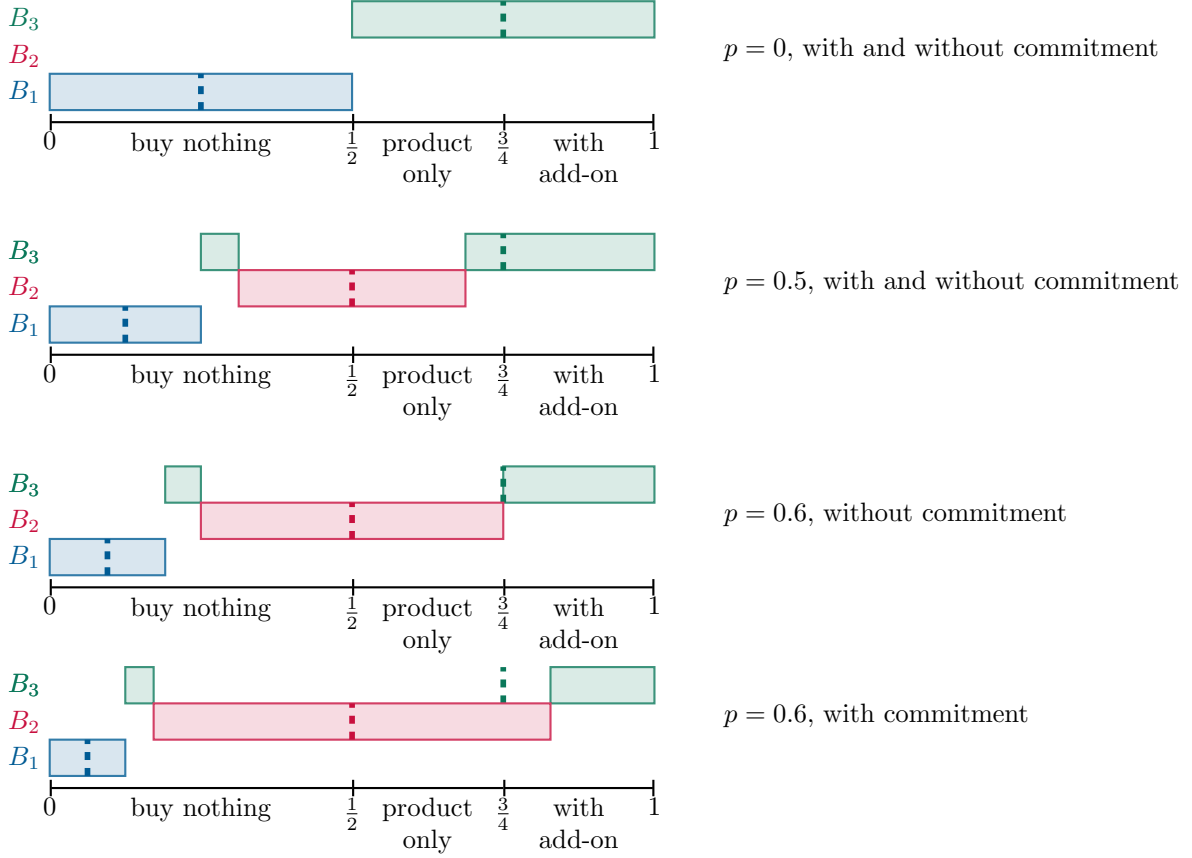 B₃
B₂
B₁
p = 0, with and without commitment
0 buy nothing 1/2 product 3/4 with 1
only add-on
B₃
B₂
B₁
p = 0.5, with and without commitment
0 buy nothing 1/2 product 3/4 with 1
only add-on
B₃
B₂
B₁
p = 0.6, without commitment
0 buy nothing 1/2 product 3/4 with 1
only add-on
B₃
B₂
B₁
p = 0.6, with commitment
0 buy nothing 1/2 product 3/4 with 1
only add-on